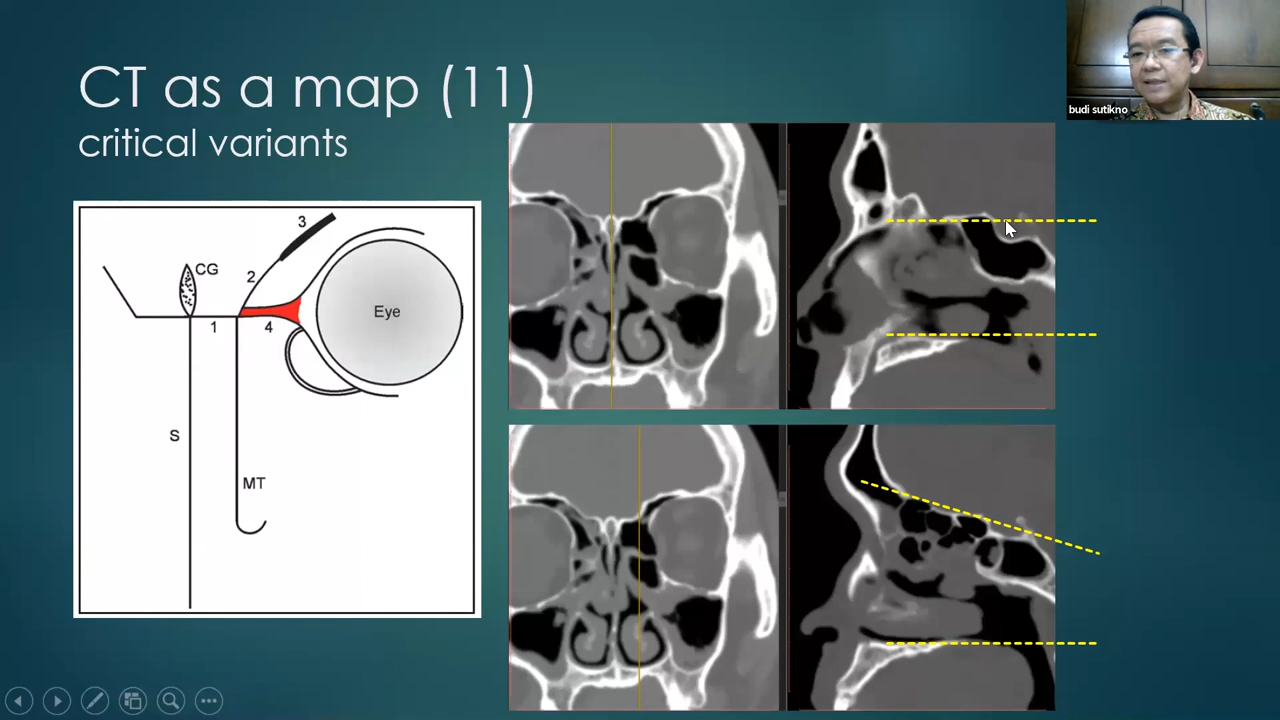 CT as a map (11)
critical variants
budi sutikno
3
CG
2
Eye
1
4
S
MT